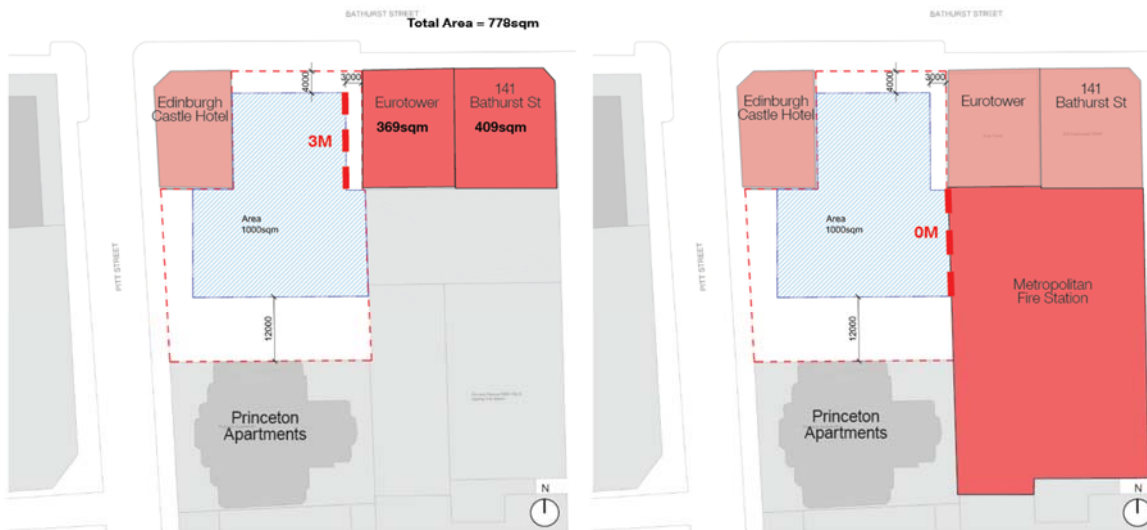 BATHURST STREET
Total Area = 778sqm
4000
3000
Edinburgh
Castle Hotel
Eurotower
141
Bathurst St
369sqm
409sqm
3M
Area
1000sqm
PITT STREET
12000
Princeton
Apartments
N
BATHURST STREET
4000
3000
Edinburgh
Castle Hotel
Eurotower
141
Bathurst St
Area
1000sqm
0M
PITT STREET
Metropolitan
Fire Station
12000
Princeton
Apartments
N